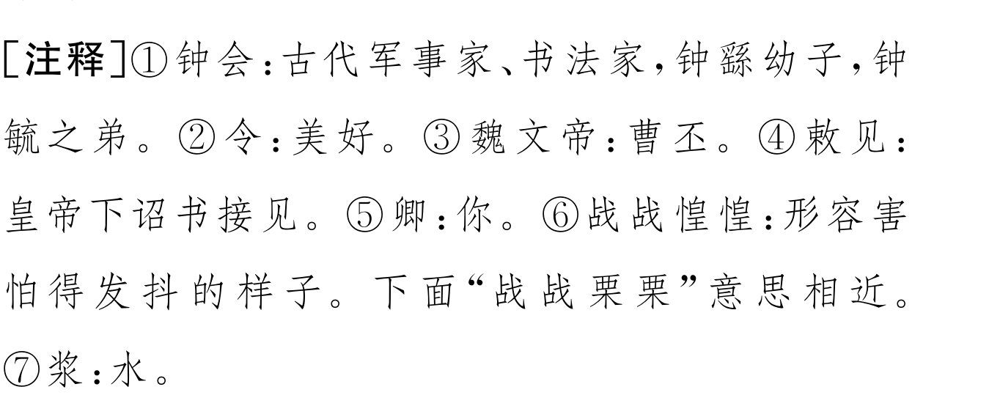 [注释]①钟会:古代军事家、书法家,钟繇幼子,钟
毓之弟。②令:美好。③魏文帝:曹丕。④敕见:
皇帝下诏书接见。⑤卿:你。⑥战战惶惶:形容害
怕得发抖的样子。下面“战战栗栗”意思相近。
⑦浆:水。